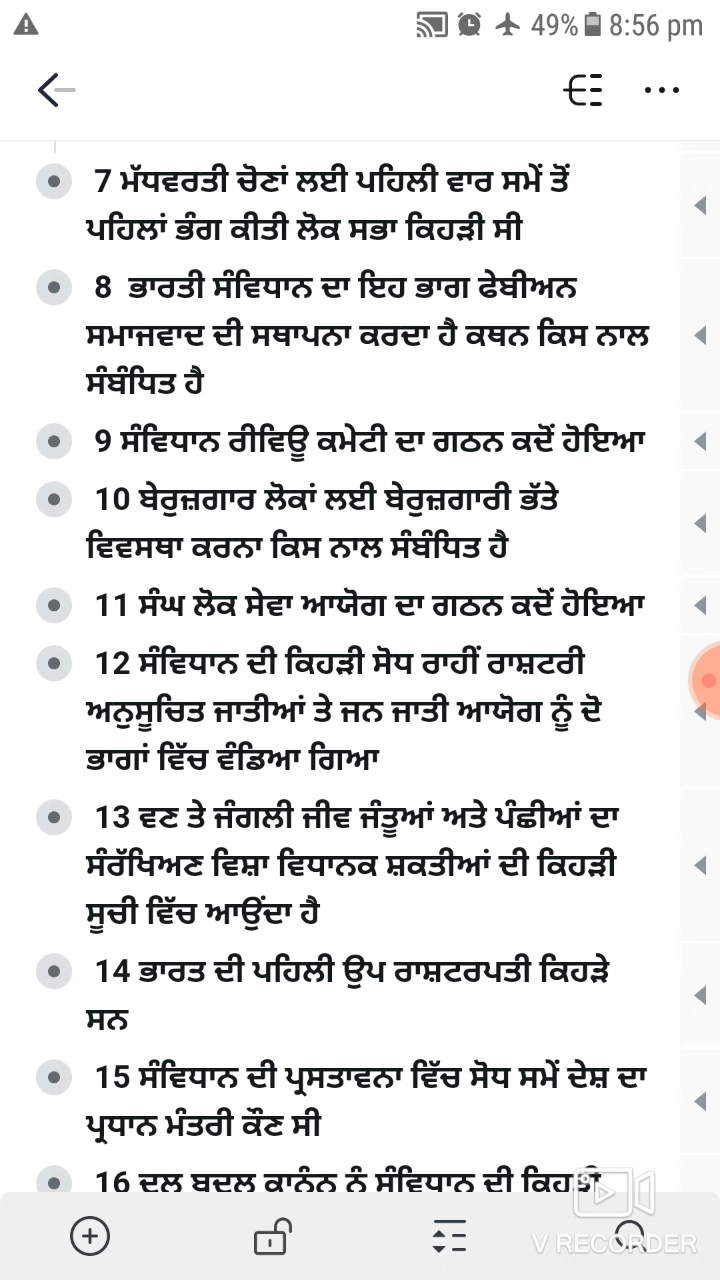 49% 8:56 pm
7 ਮੱਧਵਰਤੀ ਚੋਣਾਂ ਲਈ ਪਹਿਲੀ ਵਾਰ ਸਮੇਂ ਤੋਂ
ਪਹਿਲਾਂ ਭੰਗ ਕੀਤੀ ਲੋਕ ਸਭਾ ਕਿਹੜੀ ਸੀ
8 ਭਾਰਤੀ ਸੰਵਿਧਾਨ ਦਾ ਇਹ ਭਾਗ ਫੇਬੀਅਨ
ਸਮਾਜਵਾਦ ਦੀ ਸਥਾਪਨਾ ਕਰਦਾ ਹੈ ਕਥਨ ਕਿਸ ਨਾਲ
ਸੰਬੰਧਿਤ ਹੈ
9 ਸੰਵਿਧਾਨ ਰੀਵਿਊ ਕਮੇਟੀ ਦਾ ਗਠਨ ਕਦੋਂ ਹੋਇਆ
10 ਬੇਰੁਜ਼ਗਾਰ ਲੋਕਾਂ ਲਈ ਬੇਰੁਜ਼ਗਾਰੀ ਭੱਤੇ
ਵਿਵਸਥਾ ਕਰਨਾ ਕਿਸ ਨਾਲ ਸੰਬੰਧਿਤ ਹੈ
11 ਸੰਘ ਲੋਕ ਸੇਵਾ ਆਯੋਗ ਦਾ ਗਠਨ ਕਦੋਂ ਹੋਇਆ
12 ਸੰਵਿਧਾਨ ਦੀ ਕਿਹੜੀ ਸੋਧ ਰਾਹੀਂ ਰਾਸ਼ਟਰੀ
ਅਨੁਸੂਚਿਤ ਜਾਤੀਆਂ ਤੇ ਜਨ ਜਾਤੀ ਆਯੋਗ ਨੂੰ ਦੋ
ਭਾਗਾਂ ਵਿੱਚ ਵੰਡਿਆ ਗਿਆ
13 ਵਣ ਤੇ ਜੰਗਲੀ ਜੀਵ ਜੰਤੂਆਂ ਅਤੇ ਪੰਛੀਆਂ ਦਾ
ਸੰਰੱਖਿਅਣ ਵਿਸ਼ਾ ਵਿਧਾਨਕ ਸ਼ਕਤੀਆਂ ਦੀ ਕਿਹੜੀ
ਸੂਚੀ ਵਿੱਚ ਆਉਂਦਾ ਹੈ
14 ਭਾਰਤ ਦੀ ਪਹਿਲੀ ਉਪ ਰਾਸ਼ਟਰਪਤੀ ਕਿਹੜੇ
ਸਨ
15 ਸੰਵਿਧਾਨ ਦੀ ਪ੍ਰਸਤਾਵਨਾ ਵਿੱਚ ਸੋਧ ਸਮੇਂ ਦੇਸ਼ ਦਾ
ਪ੍ਰਧਾਨ ਮੰਤਰੀ ਕੌਣ ਸੀ
16 ਦਲ ਬਦਲ ਕਾਨੂੰਨ ਨੂੰ ਸੰਵਿਧਾਨ ਦੀ ਕਿਹੜੀ
V RECORDER